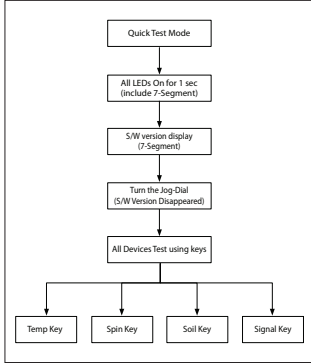 Quick Test Mode
All LEDs On for 1 sec
(include 7-Segment)
S/W version display
(7-Segment)
Turn the Jog-Dial
(S/W Version Disappeared)
All Devices Test using keys
Temp Key
Spin Key
Soil Key
Signal Key